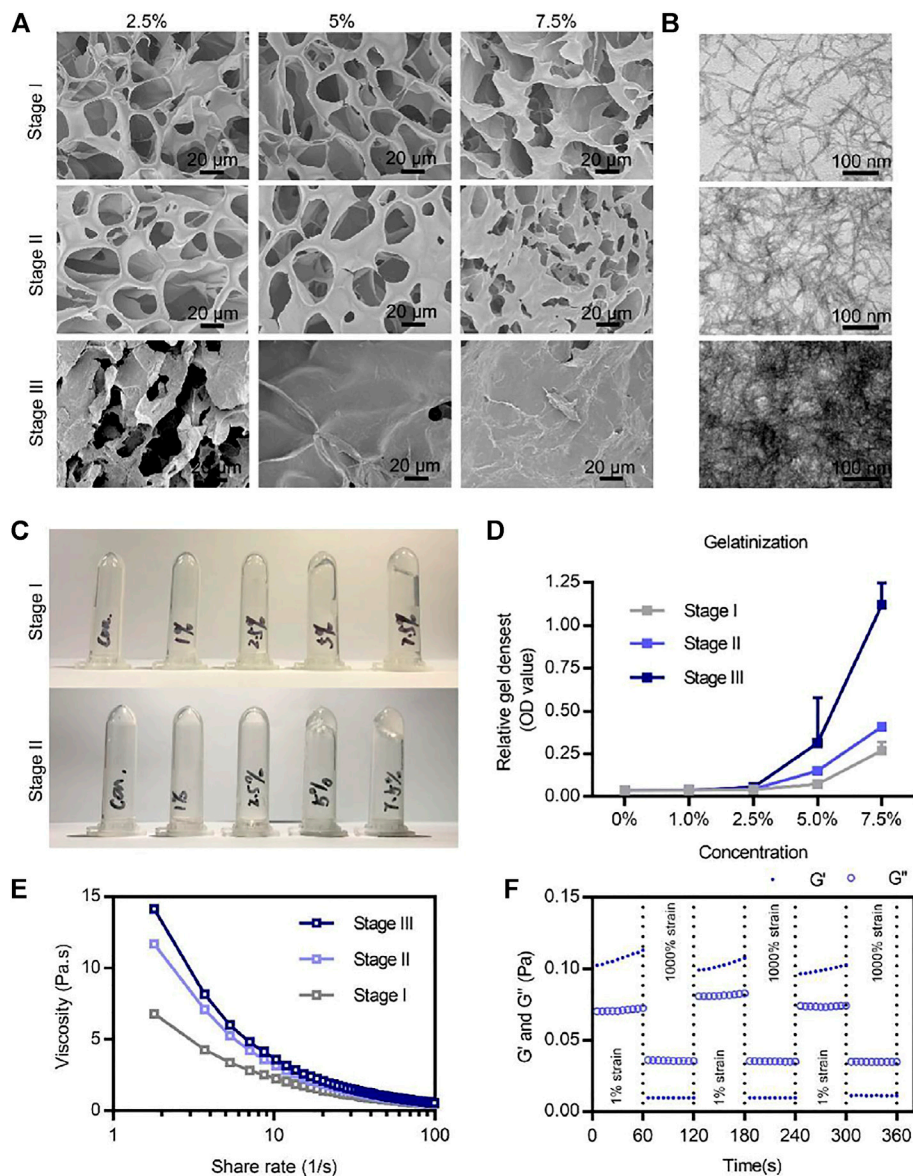 A
2.5%
5%
7.5%
B
Stage I
20 µm
20 µm
20 µm
100 nm
Stage II
20 µm
20 µm
20 µm
100 nm
Stage III
20 µm
20 µm
20 µm
100 nm
C
Stage I
Con.
1%
2.5%
5%
7.5%
Stage II
Con.
1%
2.5%
5%
7.5%
D
Gelatinization
Relative gel densest
(OD value)
1.25
1.00
0.75
0.50
0.25
0.00
Stage I
Stage II
Stage III
0%
1.0%
2.5%
5.0%
7.5%
Concentration
E
Viscosity (Pa.s)
15
10
5
0
Stage III
Stage II
Stage I
1
10
100
Share rate (1/s)
F
G'
G"
G' and G" (Pa)
0.15
0.10
0.05
0.00
1000% strain
1000% strain
1000% strain
1% strain
1% strain
1% strain
0
60
120
180
240
300
360
Time(s)